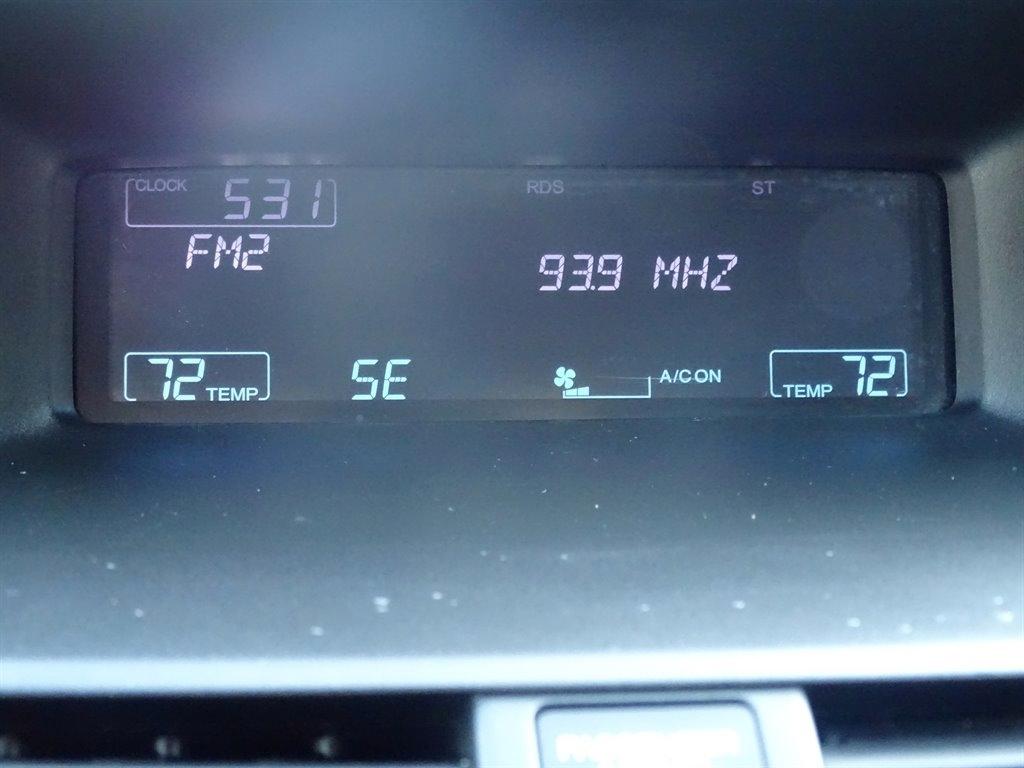 CLOCK 531 RDS ST
FM2 93.9 MHZ
72 TEMP SE A/C ON TEMP 72